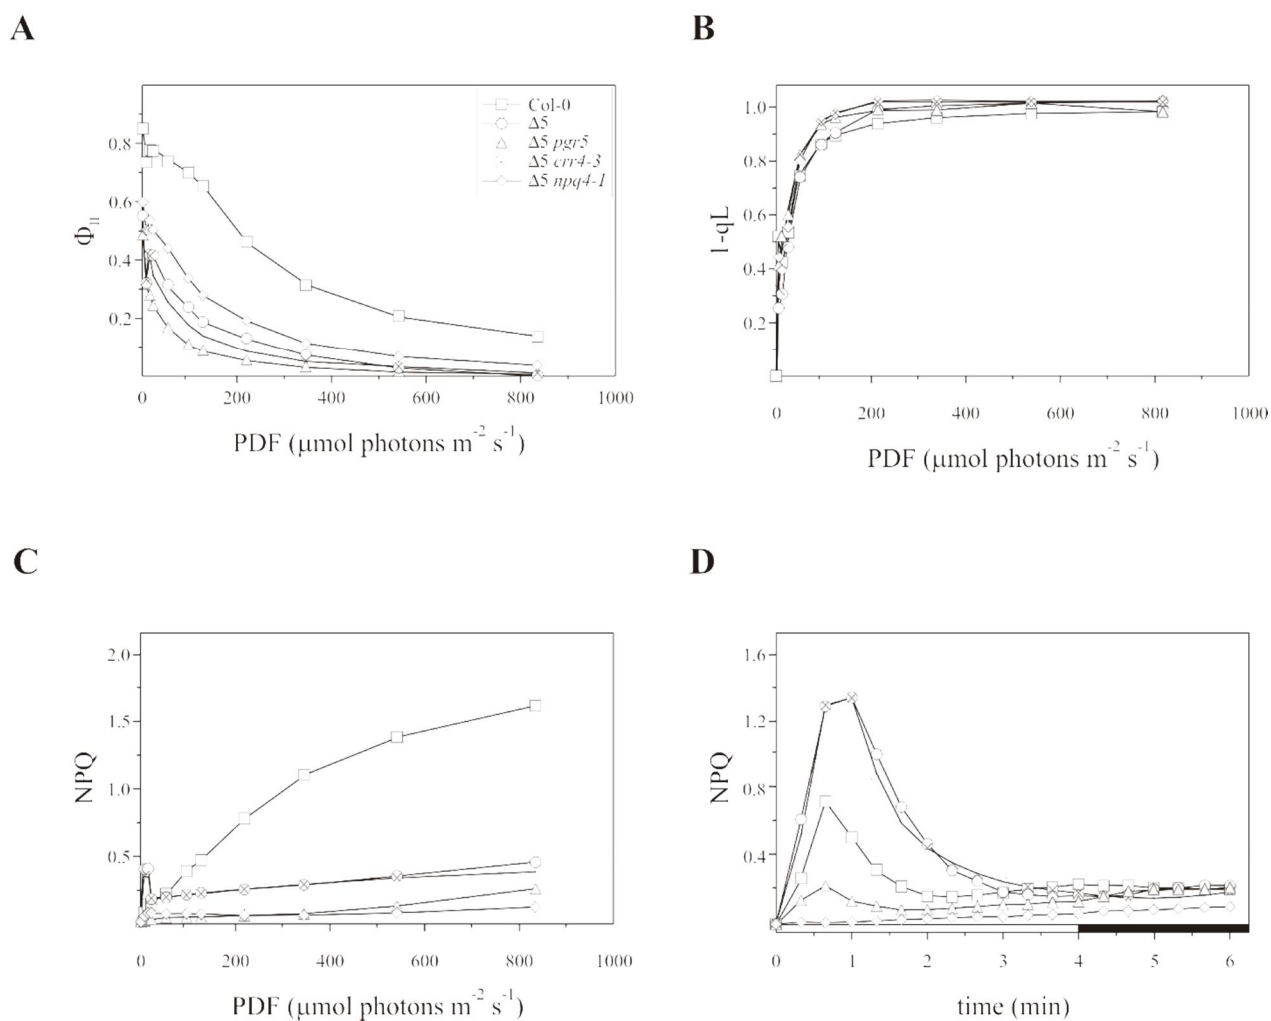 A
B
Col-0
Δ5
Δ5 pgr5
Δ5 crr4-3
Δ5 npq4-1
0.8
0.6
0.4
0.2
Φ_II
0 200 400 600 800 1000
PDF (μmol photons m⁻² s⁻¹)
1.0
0.8
0.6
0.4
0.2
1-qL
0 200 400 600 800 1000
PDF (μmol photons m⁻² s⁻¹)
C
D
2.0
1.5
1.0
0.5
NPQ
0 200 400 600 800 1000
PDF (μmol photons m⁻² s⁻¹)
1.6
1.2
0.8
0.4
NPQ
0 1 2 3 4 5 6
time (min)